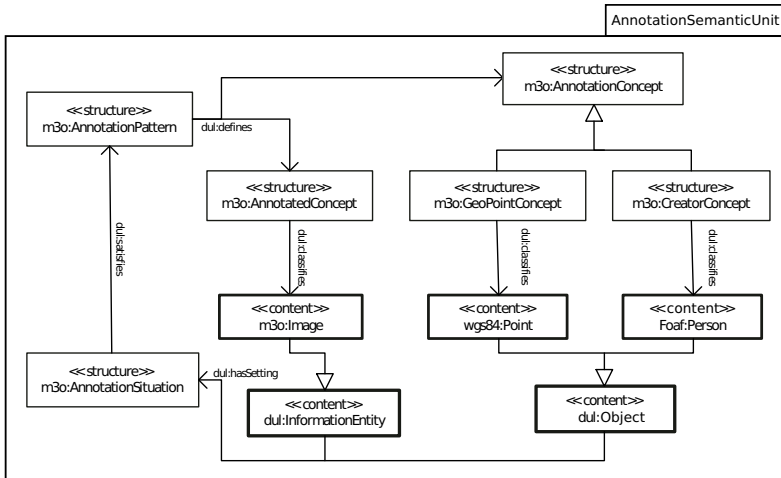 AnnotationSemanticUnit
<<structure>>
m3o:AnnotationConcept
<<structure>>
m3o:AnnotationPattern
dul:defines
<<structure>>
m3o:AnnotatedConcept
<<structure>>
m3o:GeoPointConcept
<<structure>>
m3o:CreatorConcept
dul:satisfies
dul:classifies
dul:classifies
dul:classifies
<<content>>
m3o:Image
<<content>>
wgs84:Point
<<content>>
Foaf:Person
<<structure>>
m3o:AnnotationSituation
dul:hasSetting
<<content>>
dul:InformationEntity
<<content>>
dul:Object